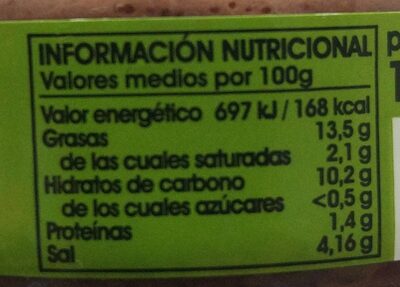 INFORMACIÓN NUTRICIONAL
Valores medios por 100g
Valor energético 697 kJ / 168 kcal
Grasas 13,5 g
de las cuales saturadas 2,1 g
Hidratos de carbono 10,2 g
de los cuales azúcares <0,5 g
Proteínas 1,4 g
Sal 4,16 g